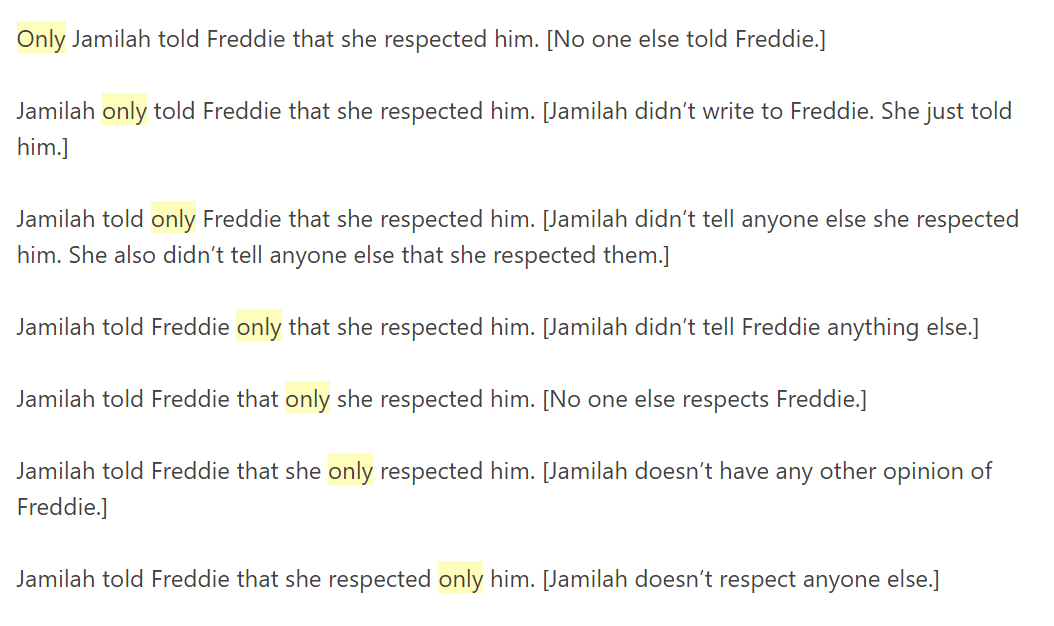 Only Jamilah told Freddie that she respected him. [No one else told Freddie.]
Jamilah only told Freddie that she respected him. [Jamilah didn’t write to Freddie. She just told
him.]
Jamilah told only Freddie that she respected him. [Jamilah didn’t tell anyone else she respected
him. She also didn’t tell anyone else that she respected them.]
Jamilah told Freddie only that she respected him. [Jamilah didn’t tell Freddie anything else.]
Jamilah told Freddie that only she respected him. [No one else respects Freddie.]
Jamilah told Freddie that she only respected him. [Jamilah doesn’t have any other opinion of
Freddie.]
Jamilah told Freddie that she respected only him. [Jamilah doesn’t respect anyone else.]